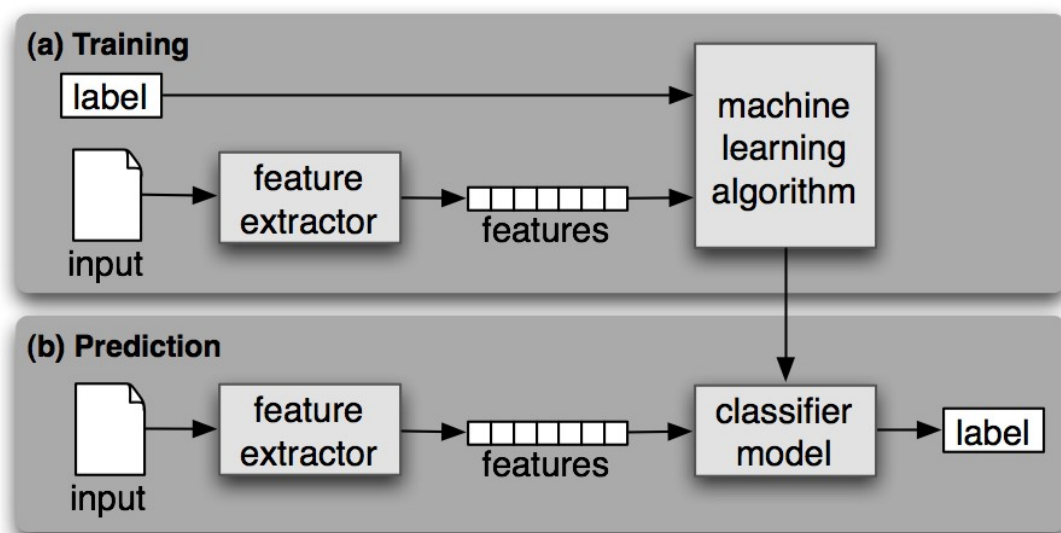 (a) Training
label
machine
learning
algorithm
feature
extractor
features
input
(b) Prediction
feature
extractor
features
input
classifier
model
label